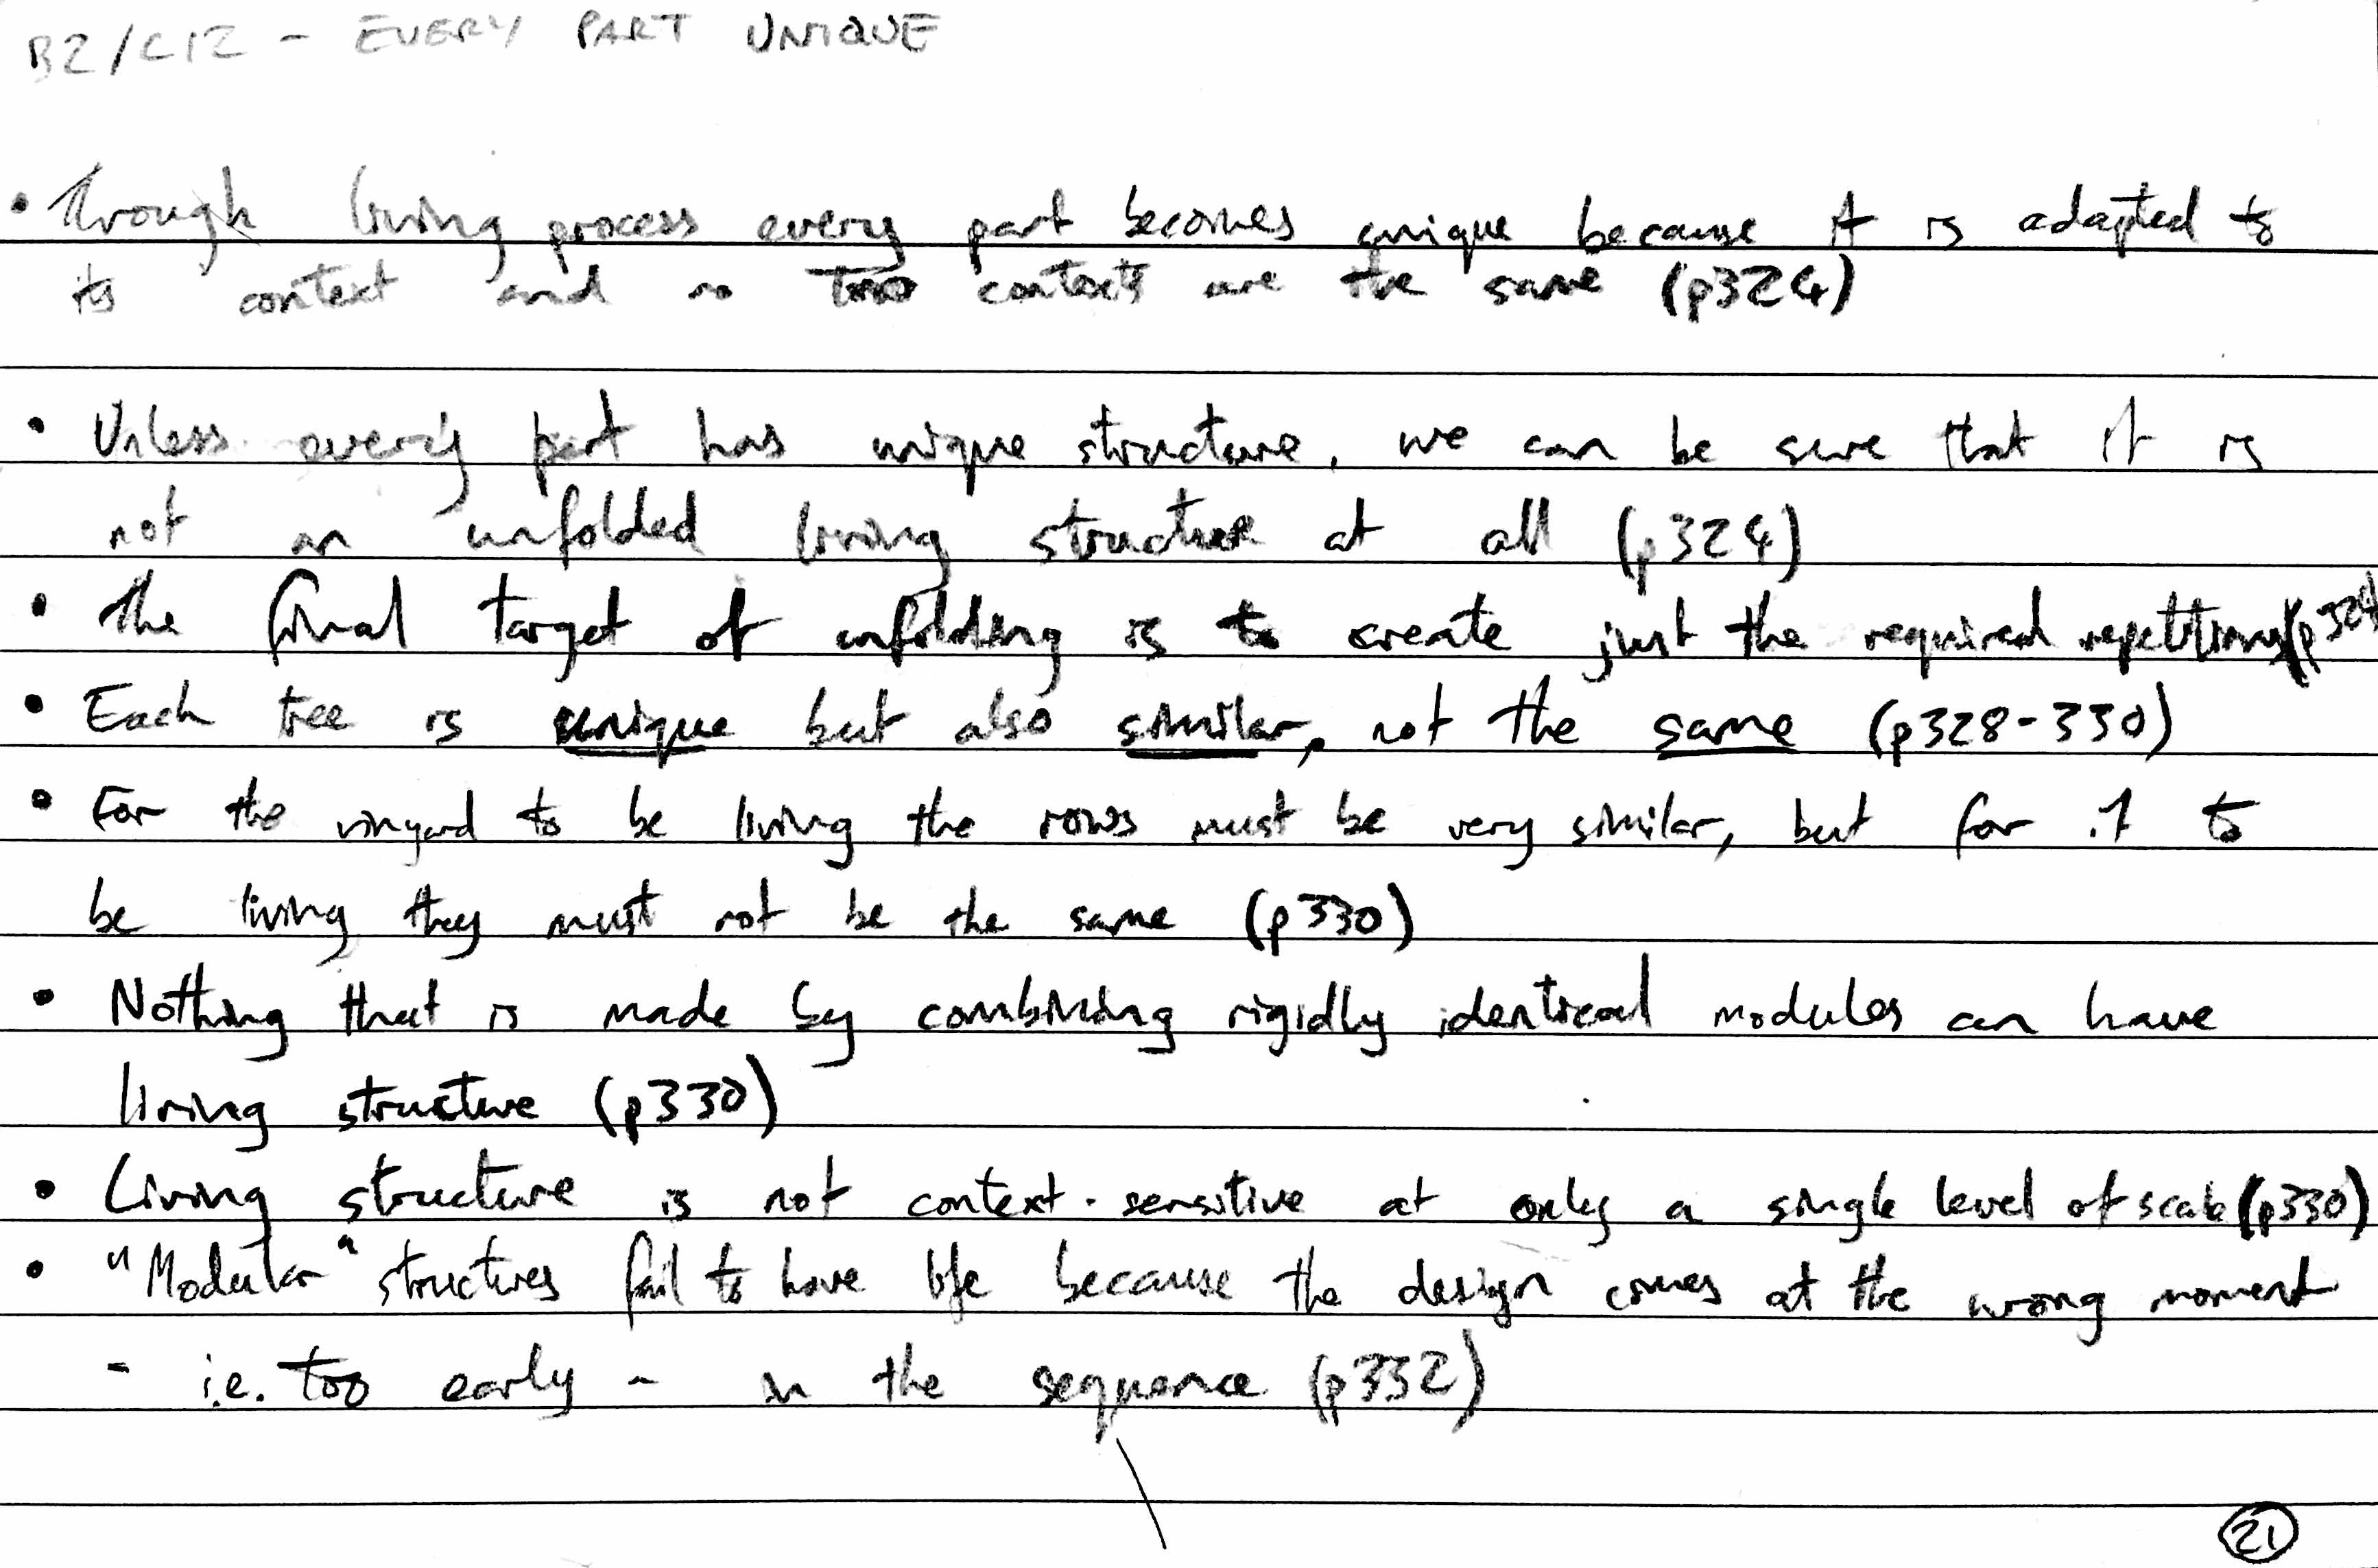 B2/C12 - EVERY PART UNIQUE
• Through living process every part becomes unique because it is adapted to
its context and no two contexts are the same (p324)
• Unless every part has unique structure, we can be sure that it is
not an unfolded living structure at all (p324)
• The final target of unfolding is to create just the required repetitions (p324)
• Each tree is unique but also similar, not the same (p328-330)
• For the vinyard to be living the rows must be very similar, but for it to
be living they must not be the same (p330)
• Nothing that is made by combining rigidly identical modules can have
living structure (p330)
• Living structure is not context-sensitive at only a single level of scale (p330)
• "Modular" structures fail to have life because the design comes at the wrong moment
- i.e. too early - in the sequence (p332)
21